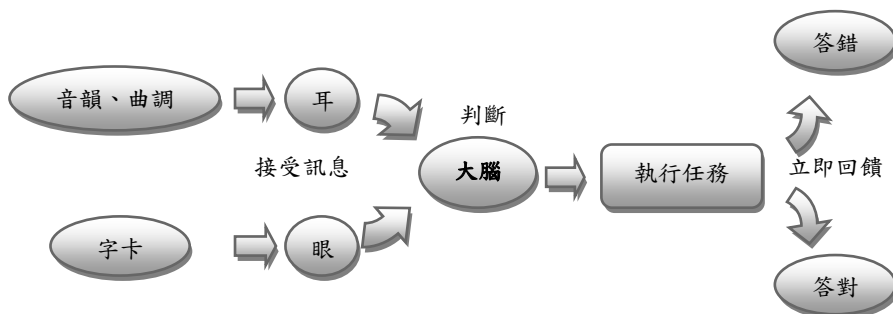 答錯
音韻、曲調
耳
判斷
接受訊息
大腦
執行任務
立即回饋
字卡
眼
答對